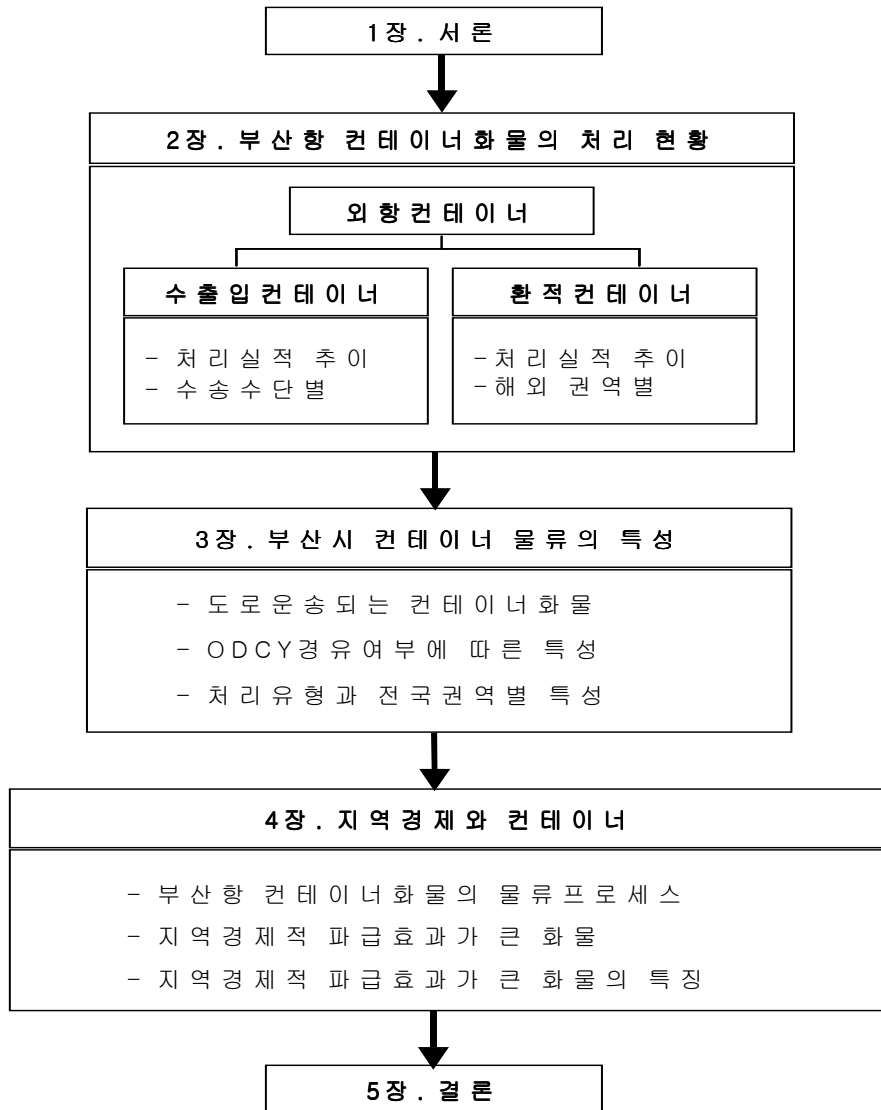 1장. 서론
2장. 부산항 컨테이너화물의 처리 현황
외항컨테이너
수출입컨테이너
- 처리실적 추이
- 수송수단별
환적컨테이너
-처리실적 추이
-해외 권역별
3장. 부산시 컨테이너 물류의 특성
- 도로운송되는 컨테이너화물
- ODCY경유여부에 따른 특성
- 처리유형과 전국권역별 특성
4장. 지역경제와 컨테이너
- 부산항 컨테이너화물의 물류프로세스
- 지역경제적 파급효과가 큰 화물
- 지역경제적 파급효과가 큰 화물의 특징
5장. 결론